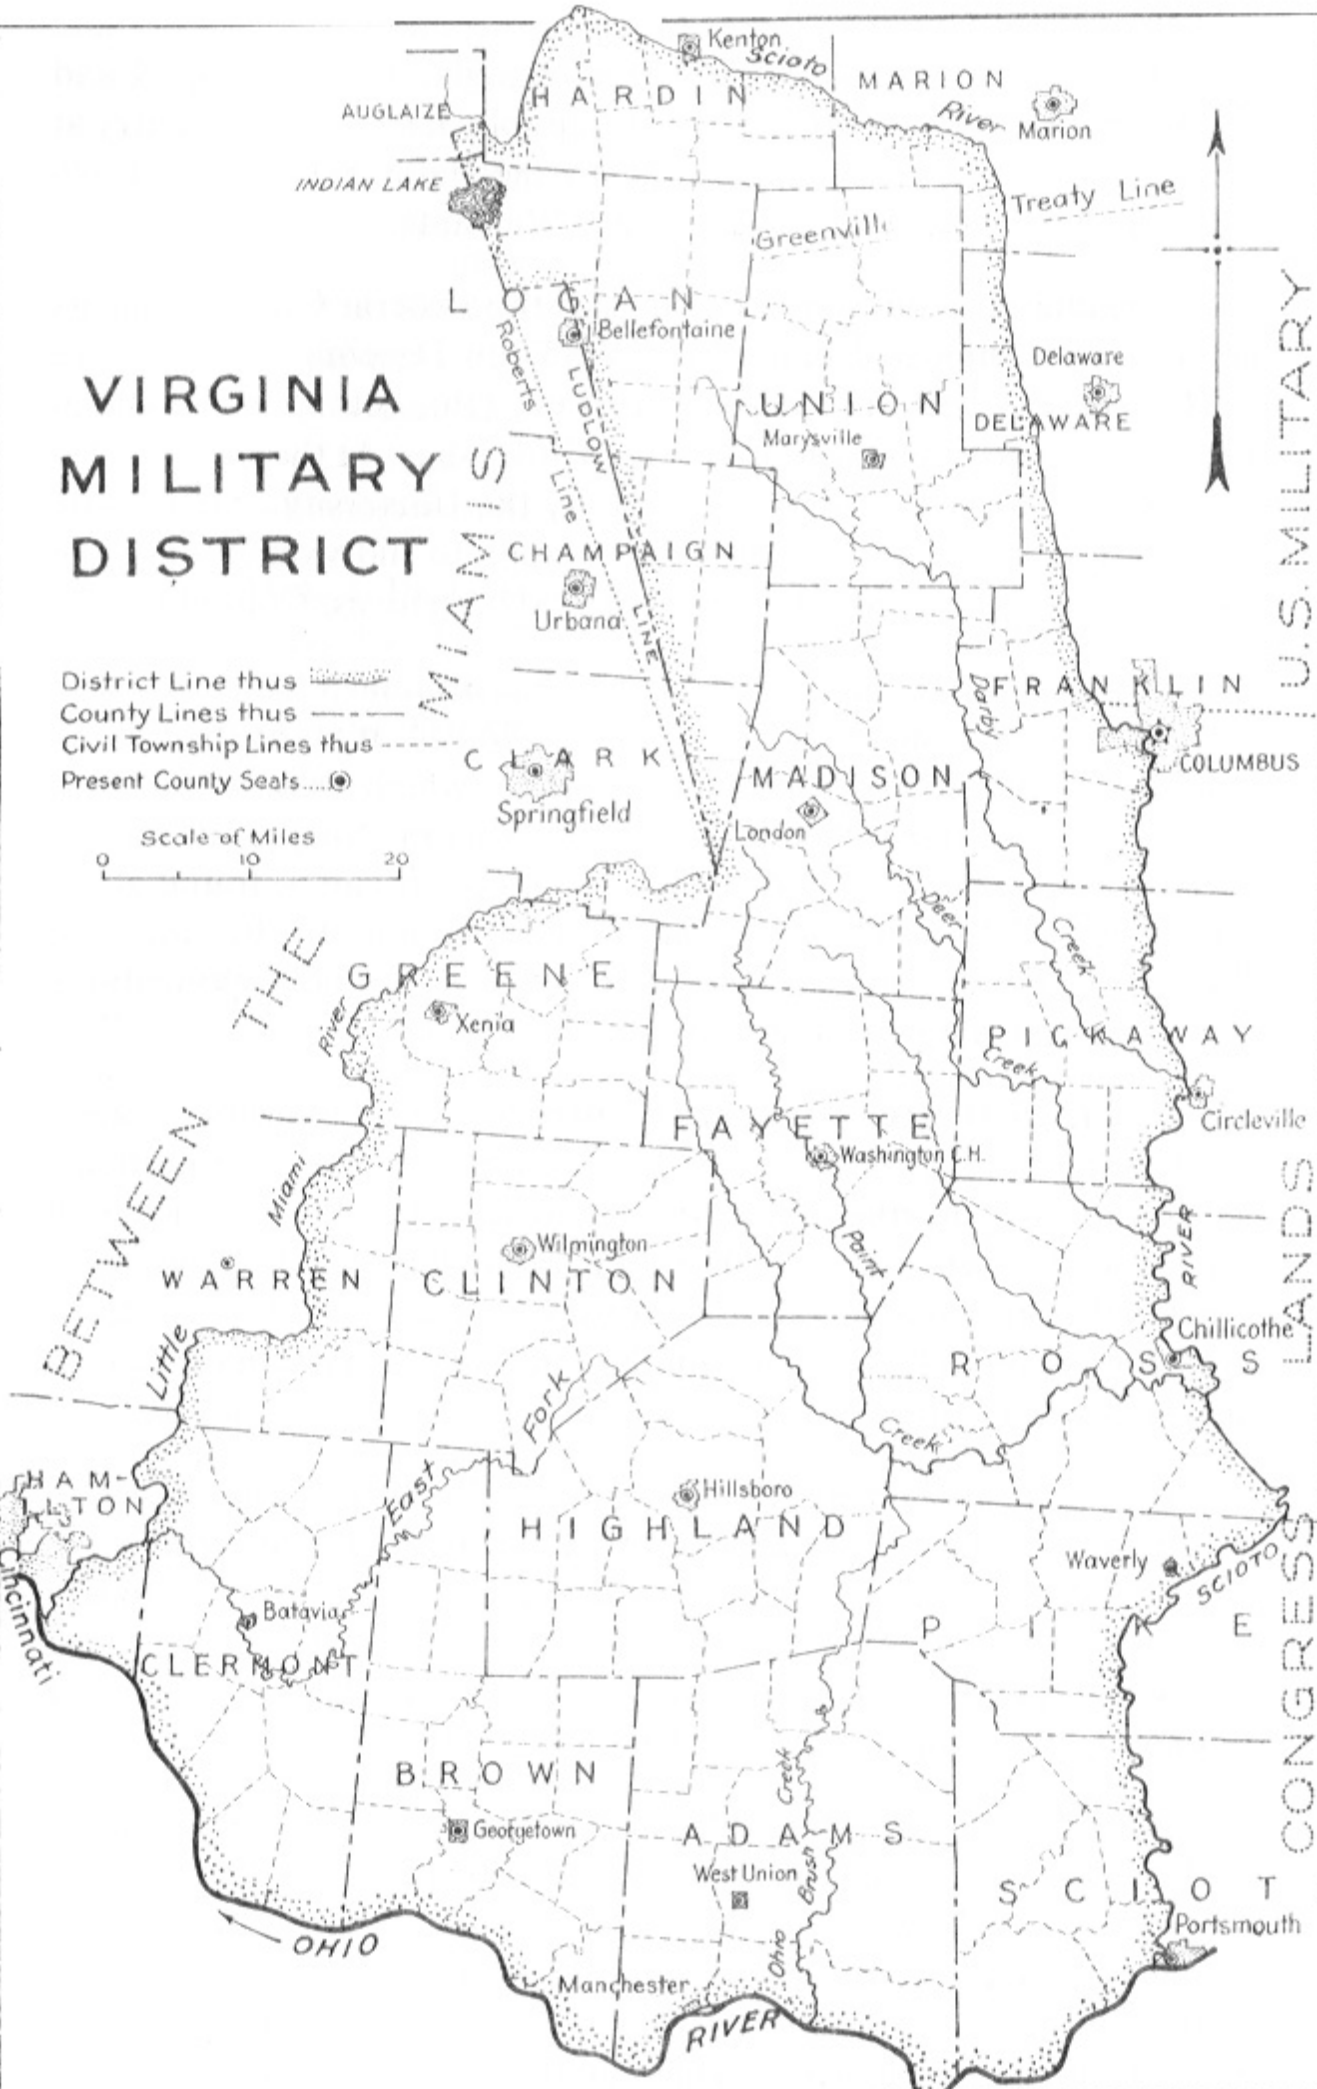 VIRGINIA
MILITARY
DISTRICT
District Line thus
County Lines thus
Civil Township Lines thus
Present County Seats....
Scale of Miles
0 10 20
Kenton
Scioto
HARDIN
MARION
River
Marion
AUGLAIZE
INDIAN LAKE
Treaty Line
Greenville
LOGAN
Bellefontaine
Roberts
Line
LUDLOW
LINE
Delaware
UNION
DELAWARE
Marysville
CHAMPAIGN
Urbana
U.S. MILITARY
LANDS
CONGRESS
BETWEEN
THE
MIAMIS
Darby
FRANKLIN
COLUMBUS
CLARK
Springfield
MADISON
London
Deer
Creek
GREENE
River
Xenia
PICKAWAY
Creek
Circleville
FAYETTE
Washington C.H.
Miami
Wilmington
Paint
RIVER
WARREN
CLINTON
Little
Chillicothe
ROSS
Fork
Creek
East
HAM-
ILTON
Hillsboro
HIGHLAND
Cincinnati
Waverly
SCIOTO
Batavia
PIKE
CLERMONT
BROWN
Creek
Georgetown
ADAMS
West Union
Brush
SCIOT
Portsmouth
OHIO
Ohio
Manchester
RIVER